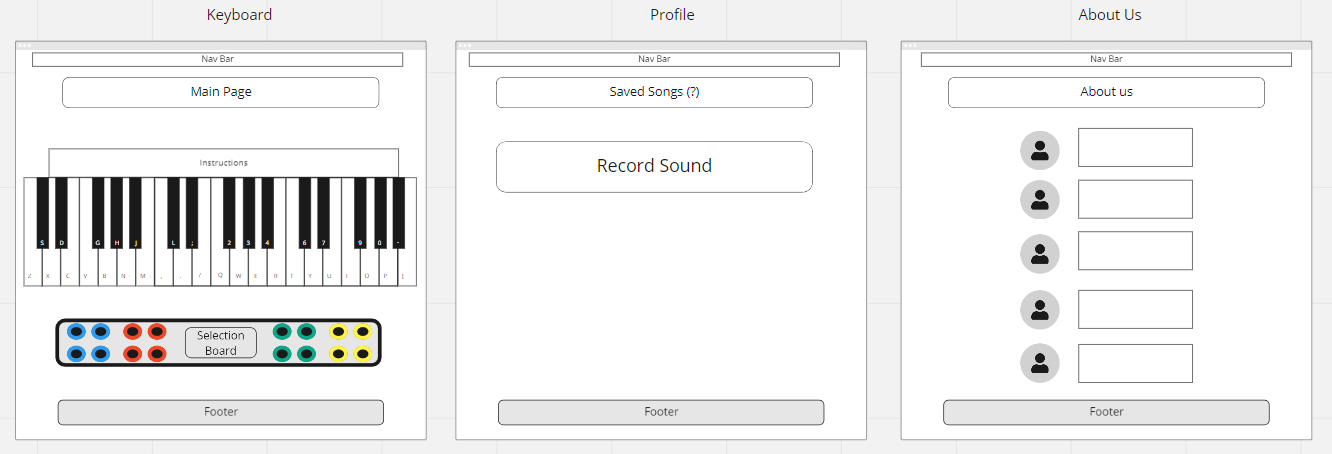 Keyboard
Nav Bar
Main Page
Instructions
S D G H J L ; 2 3 4 6 7 9 0 -
Z X C V B N M , . / Q W E R T Y U I O P [
Selection
Board
Footer
Profile
Nav Bar
Saved Songs (?)
Record Sound
Footer
About Us
Nav Bar
About us
Footer